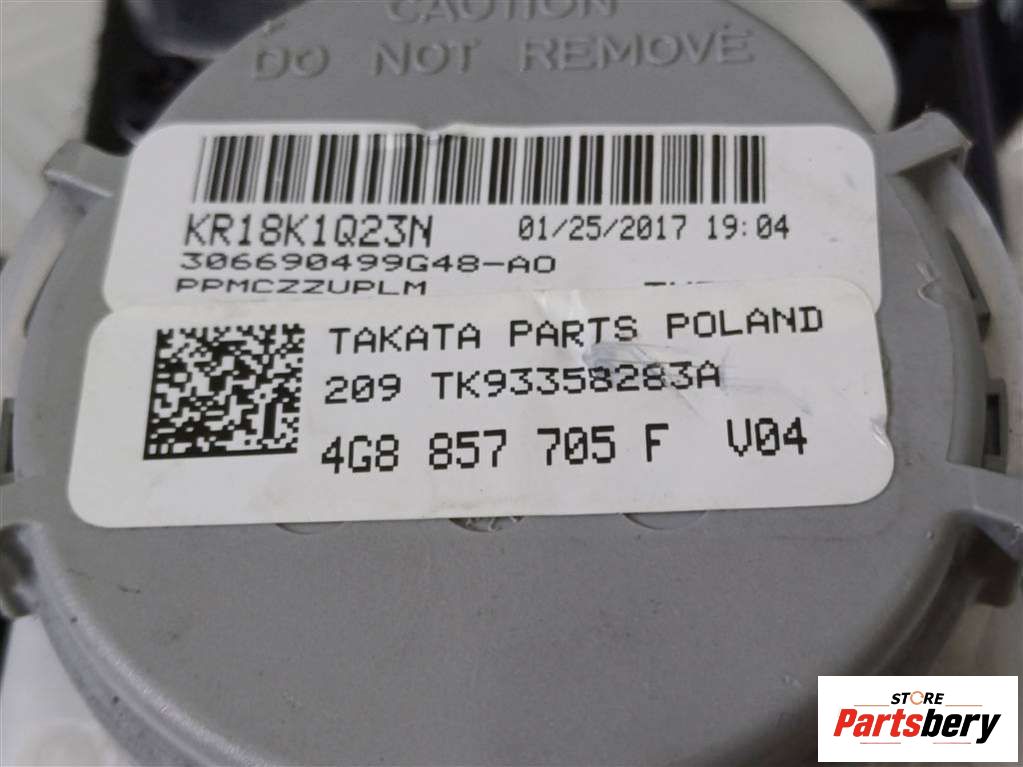 CAUTION
DO NOT REMOVE
KR18K1Q23N 01/25/2017 19:04
306690499G48-AO
PPMCZZUPLM
TAKATA PARTS POLAND
209 TK93358283A
4G8 857 705 F V04
STORE
Partsbery